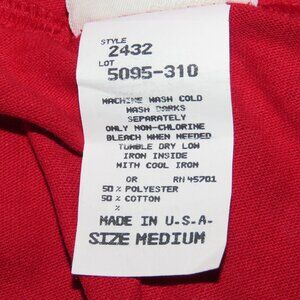 STYLE
2432
LOT
5095-310
MACHINE WASH COLD
WASH DARKS
SEPARATELY
ONLY NON-CHLORINE
BLEACH WHEN NEEDED
TUMBLE DRY LOW
IRON INSIDE
WITH COOL IRON
OR RN 45701
50 % POLYESTER
50 % COTTON
%
MADE IN U.S.A.
SIZE MEDIUM